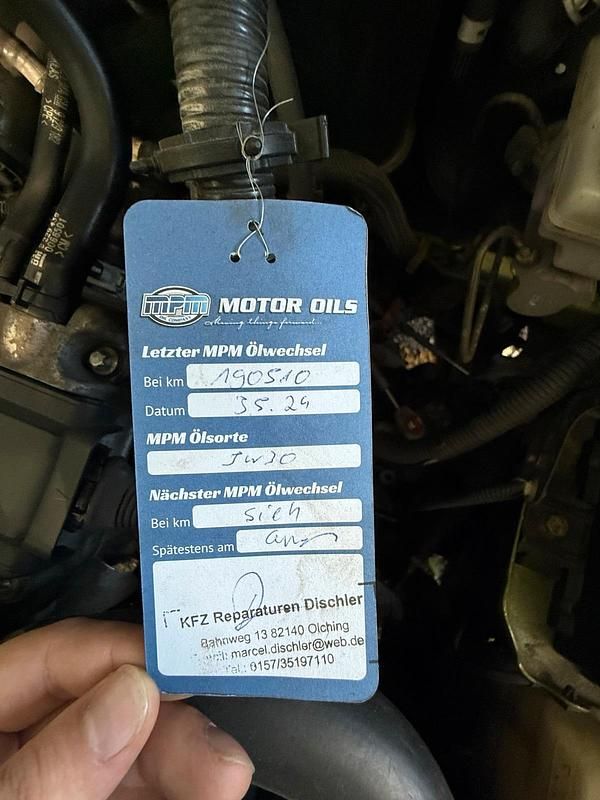 MPM
MOTOR OILS
Moving things forward...
Letzter MPM Ölwechsel
Bei km 190510
Datum 35.24
MPM Ölsorte
5w30
Nächster MPM Ölwechsel
Bei km sieh
Spätestens am
KFZ Reparaturen Dischler
Bahnweg 13 82140 Olching
marcel.dischler@web.de
Tel.: 0157/35197110